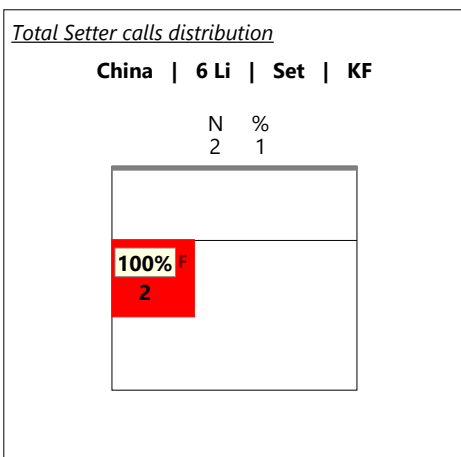 Total Setter calls distribution
China | 6 Li | Set | KF
N %
2 1
100% F
2